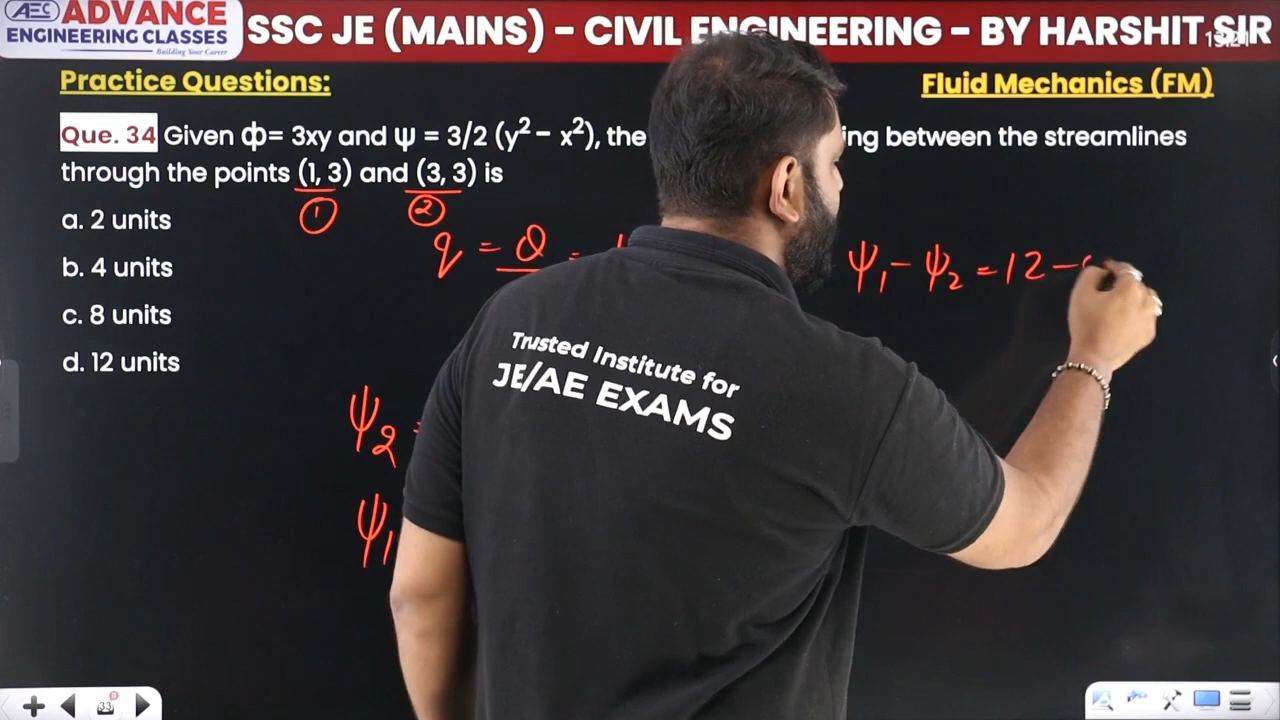 AEC ADVANCE
ENGINEERING CLASSES
Building Your Career
SSC JE (MAINS) - CIVIL ENGINEERING - BY HARSHIT SIR
Practice Questions:
Fluid Mechanics (FM)
Que. 34 Given ф= 3xy and ψ = 3/2 (y² – x²), the ing between the streamlines
through the points (1, 3) and (3, 3) is
① ②
a. 2 units
b. 4 units
c. 8 units
d. 12 units
q = Q =
ψ₁ - ψ₂ = 12 -
ψ₂
ψ₁
Trusted Institute for
JE/AE EXAMS
33